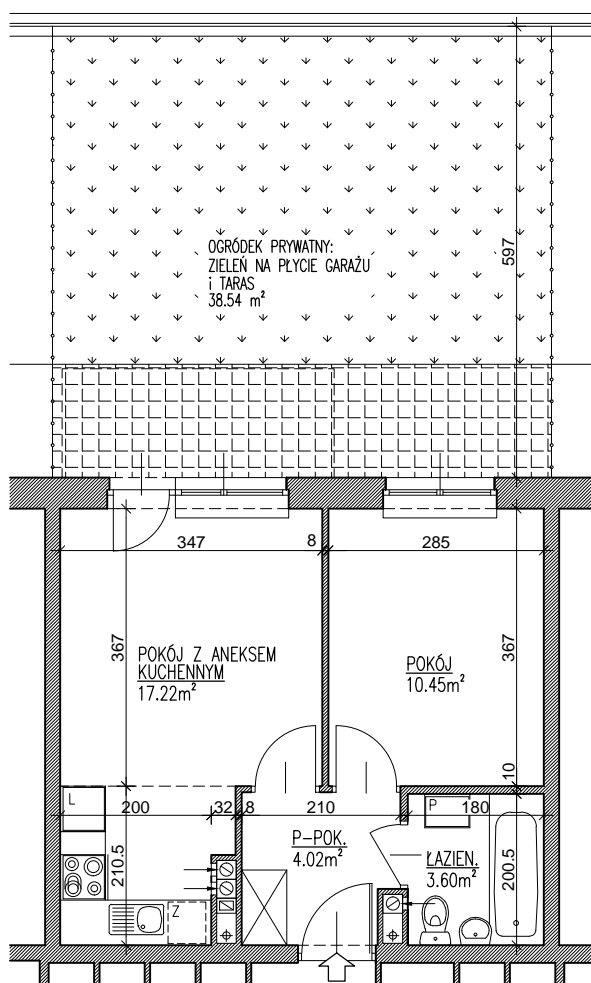 597
OGRÓDEK PRYWATNY:
ZIELEŃ NA PŁYCIE GARAŻU
i TARAS
38.54 m²
347
8
285
367
POKÓJ Z ANEKSEM
KUCHENNYM
17.22m²
POKÓJ
10.45m²
367
10
L
200
32
8
210
P
180
210.5
P-POK.
4.02m²
ŁAZIEN.
3.60m²
200.5
Z